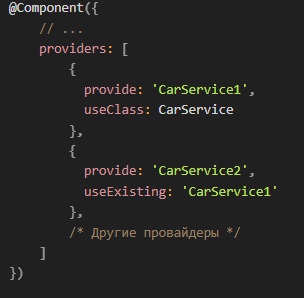 @Component({
    // ...
    providers: [
        {
          provide: 'CarService1',
          useClass: CarService
        },
        {
          provide: 'CarService2',
          useExisting: 'CarService1'
        },
        /* Другие провайдеры */
    ]
})